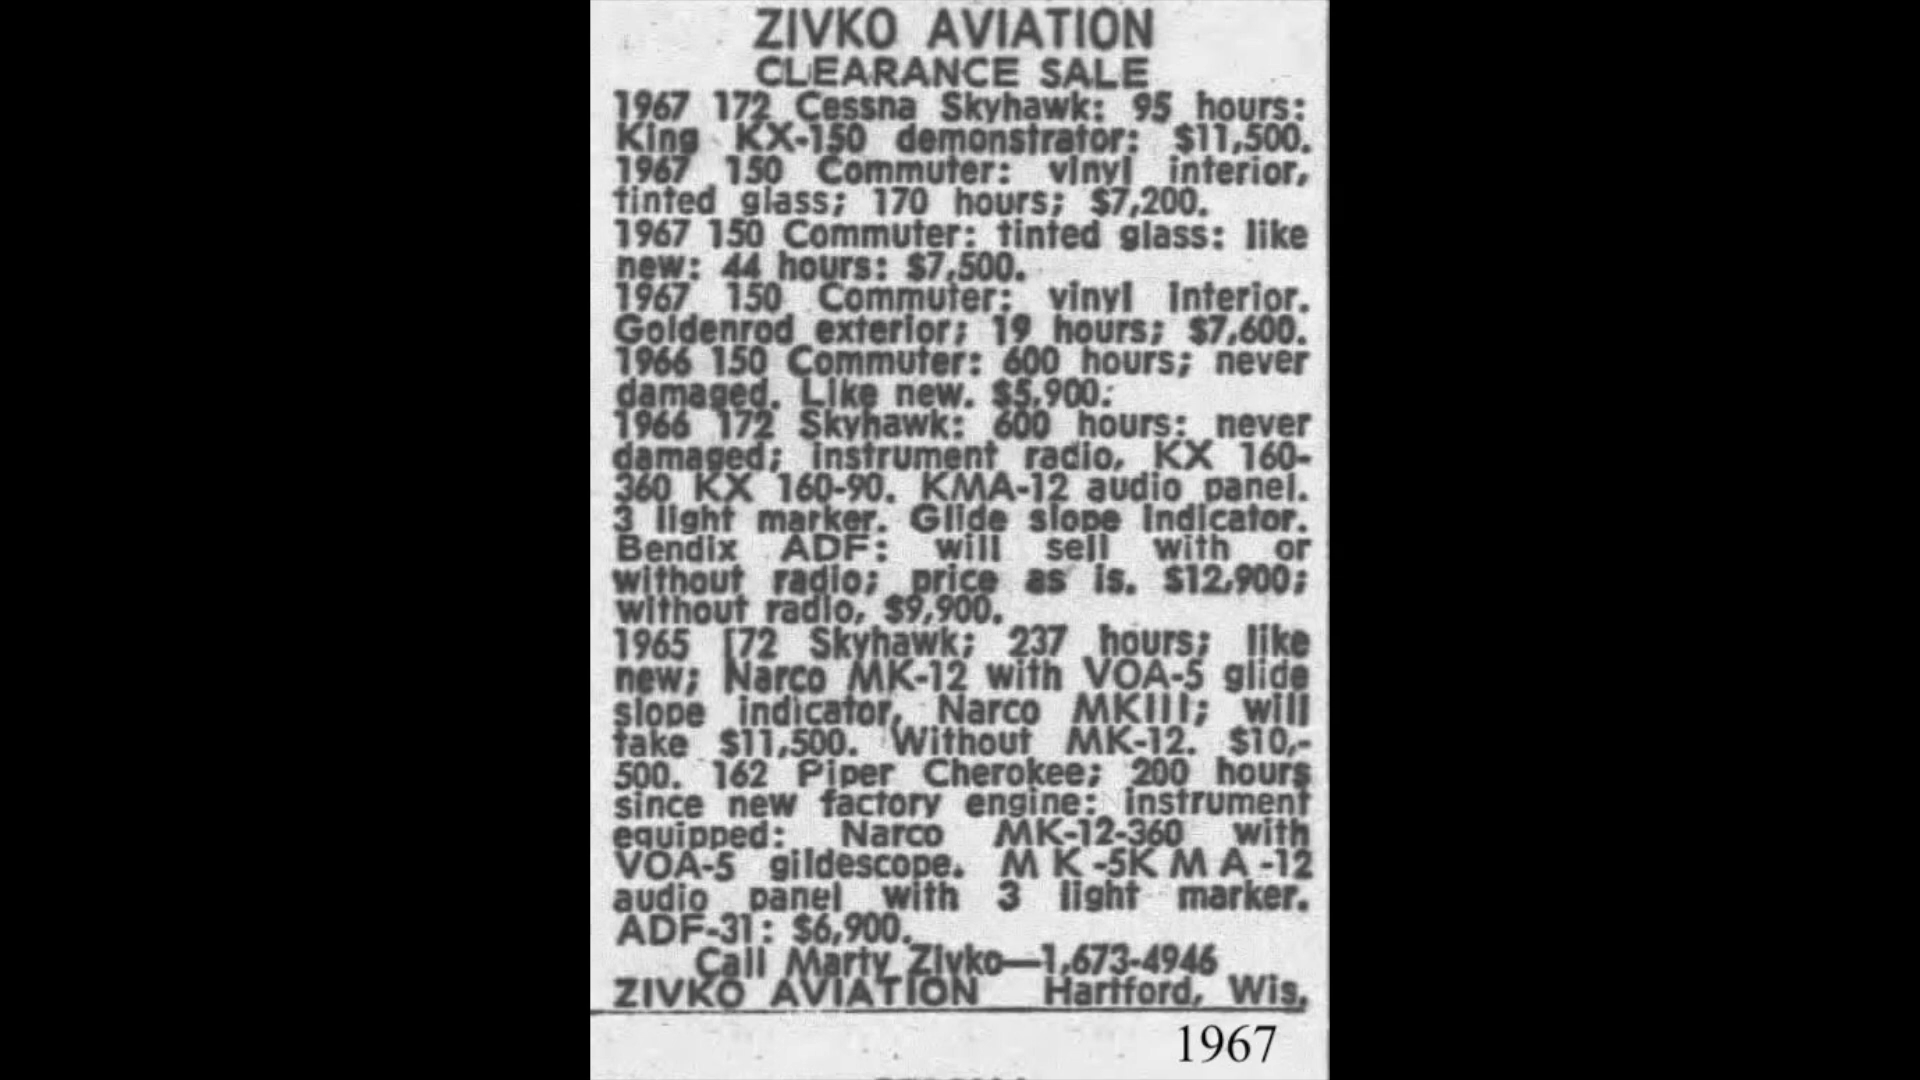 ZIVKO AVIATION
CLEARANCE SALE
1967 172 Cessna Skyhawk: 95 hours:
King KX-150 demonstrator: $11,500.
1967 150 Commuter: vinyl interior,
tinted glass; 170 hours; $7,200.
1967 150 Commuter: tinted glass: like
new: 44 hours: $7,500.
1967 150 Commuter; vinyl interior.
Goldenrod exterior; 19 hours; $7,600.
1966 150 Commuter: 600 hours; never
damaged. Like new. $5,900.
1966 172 Skyhawk: 600 hours: never
damaged; instrument radio, KX 160-
360 KX 160-90. KMA-12 audio panel.
3 light marker. Glide slope indicator.
Bendix ADF: will sell with or
without radio; price as is. $12,900;
without radio, $9,900.
1965 [72 Skyhawk; 237 hours; like
new; Narco MK-12 with VOA-5 glide
slope indicator, Narco MKIII; will
take $11,500. Without MK-12. $10,-
500. 162 Piper Cherokee; 200 hours
since new factory engine: instrument
equipped: Narco MK-12-360 with
VOA-5 gildescope. MK-5KMA-12
audio panel with 3 light marker.
ADF-31: $6,900.
Call Marty Zivko—1,673-4946
ZIVKO AVIATION Hartford, Wis,
1967